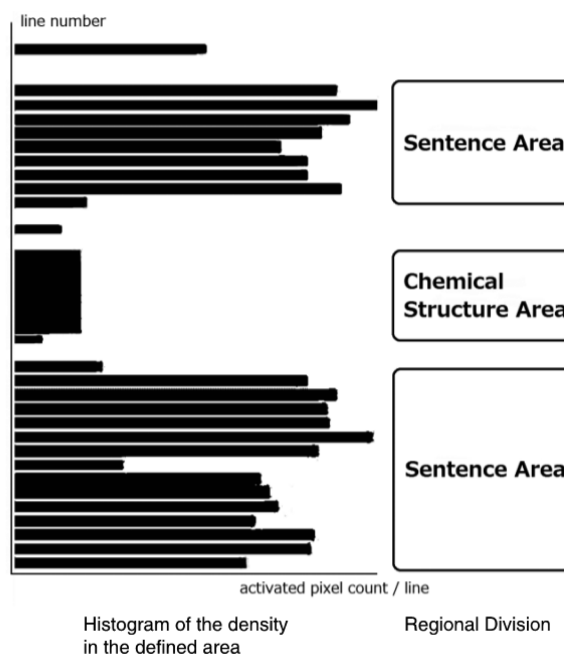 line number
Sentence Area
Chemical
Structure Area
Sentence Area
activated pixel count / line
Histogram of the density
in the defined area
Regional Division